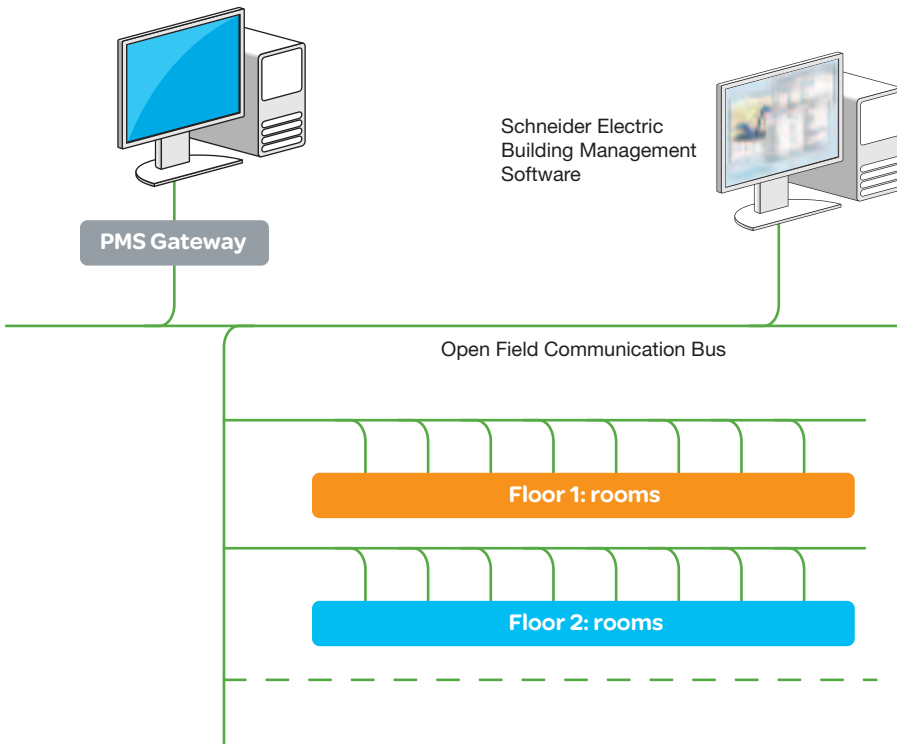 Schneider Electric
Building Management
Software
PMS Gateway
Open Field Communication Bus
Floor 1: rooms
Floor 2: rooms